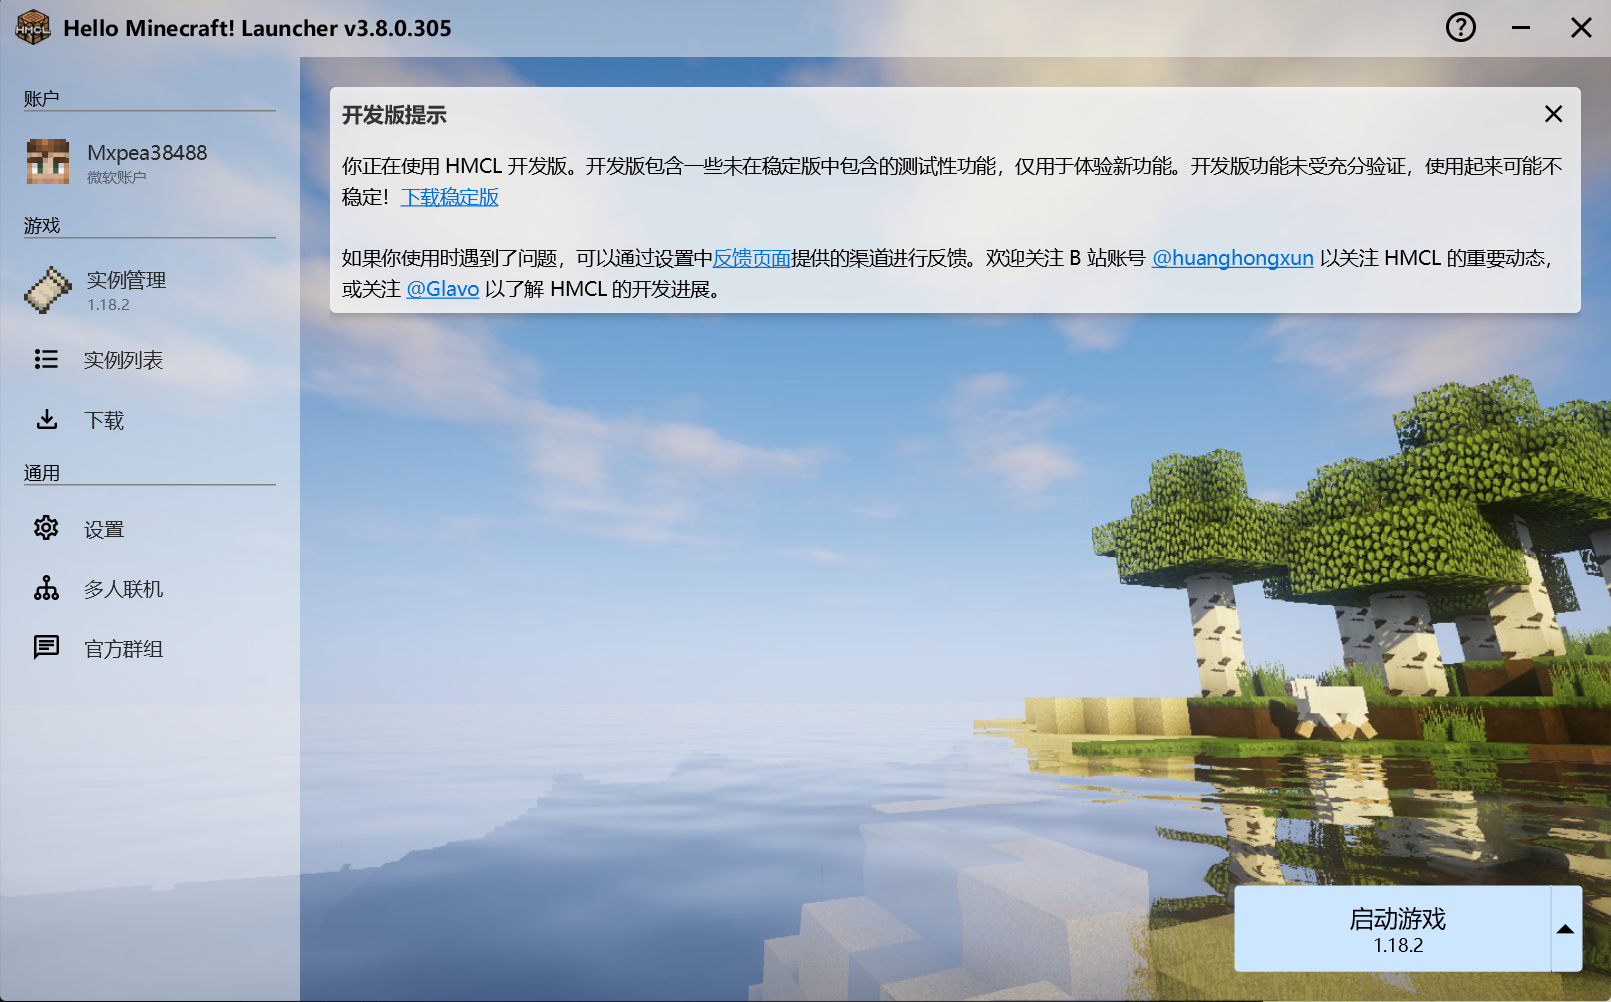 Hello Minecraft! Launcher v3.8.0.305
账户
Mxpea38488
微软账户
游戏
实例管理
1.18.2
实例列表
下载
通用
设置
多人联机
官方群组
开发版提示
你正在使用 HMCL 开发版。开发版包含一些未在稳定版中包含的测试性功能，仅用于体验新功能。开发版功能未受充分验证，使用起来可能不
稳定！下载稳定版
如果你使用时遇到了问题，可以通过设置中反馈页面提供的渠道进行反馈。欢迎关注 B 站账号 @huanghongxun 以关注 HMCL 的重要动态，
或关注 @Glavo 以了解 HMCL 的开发进展。
启动游戏
1.18.2